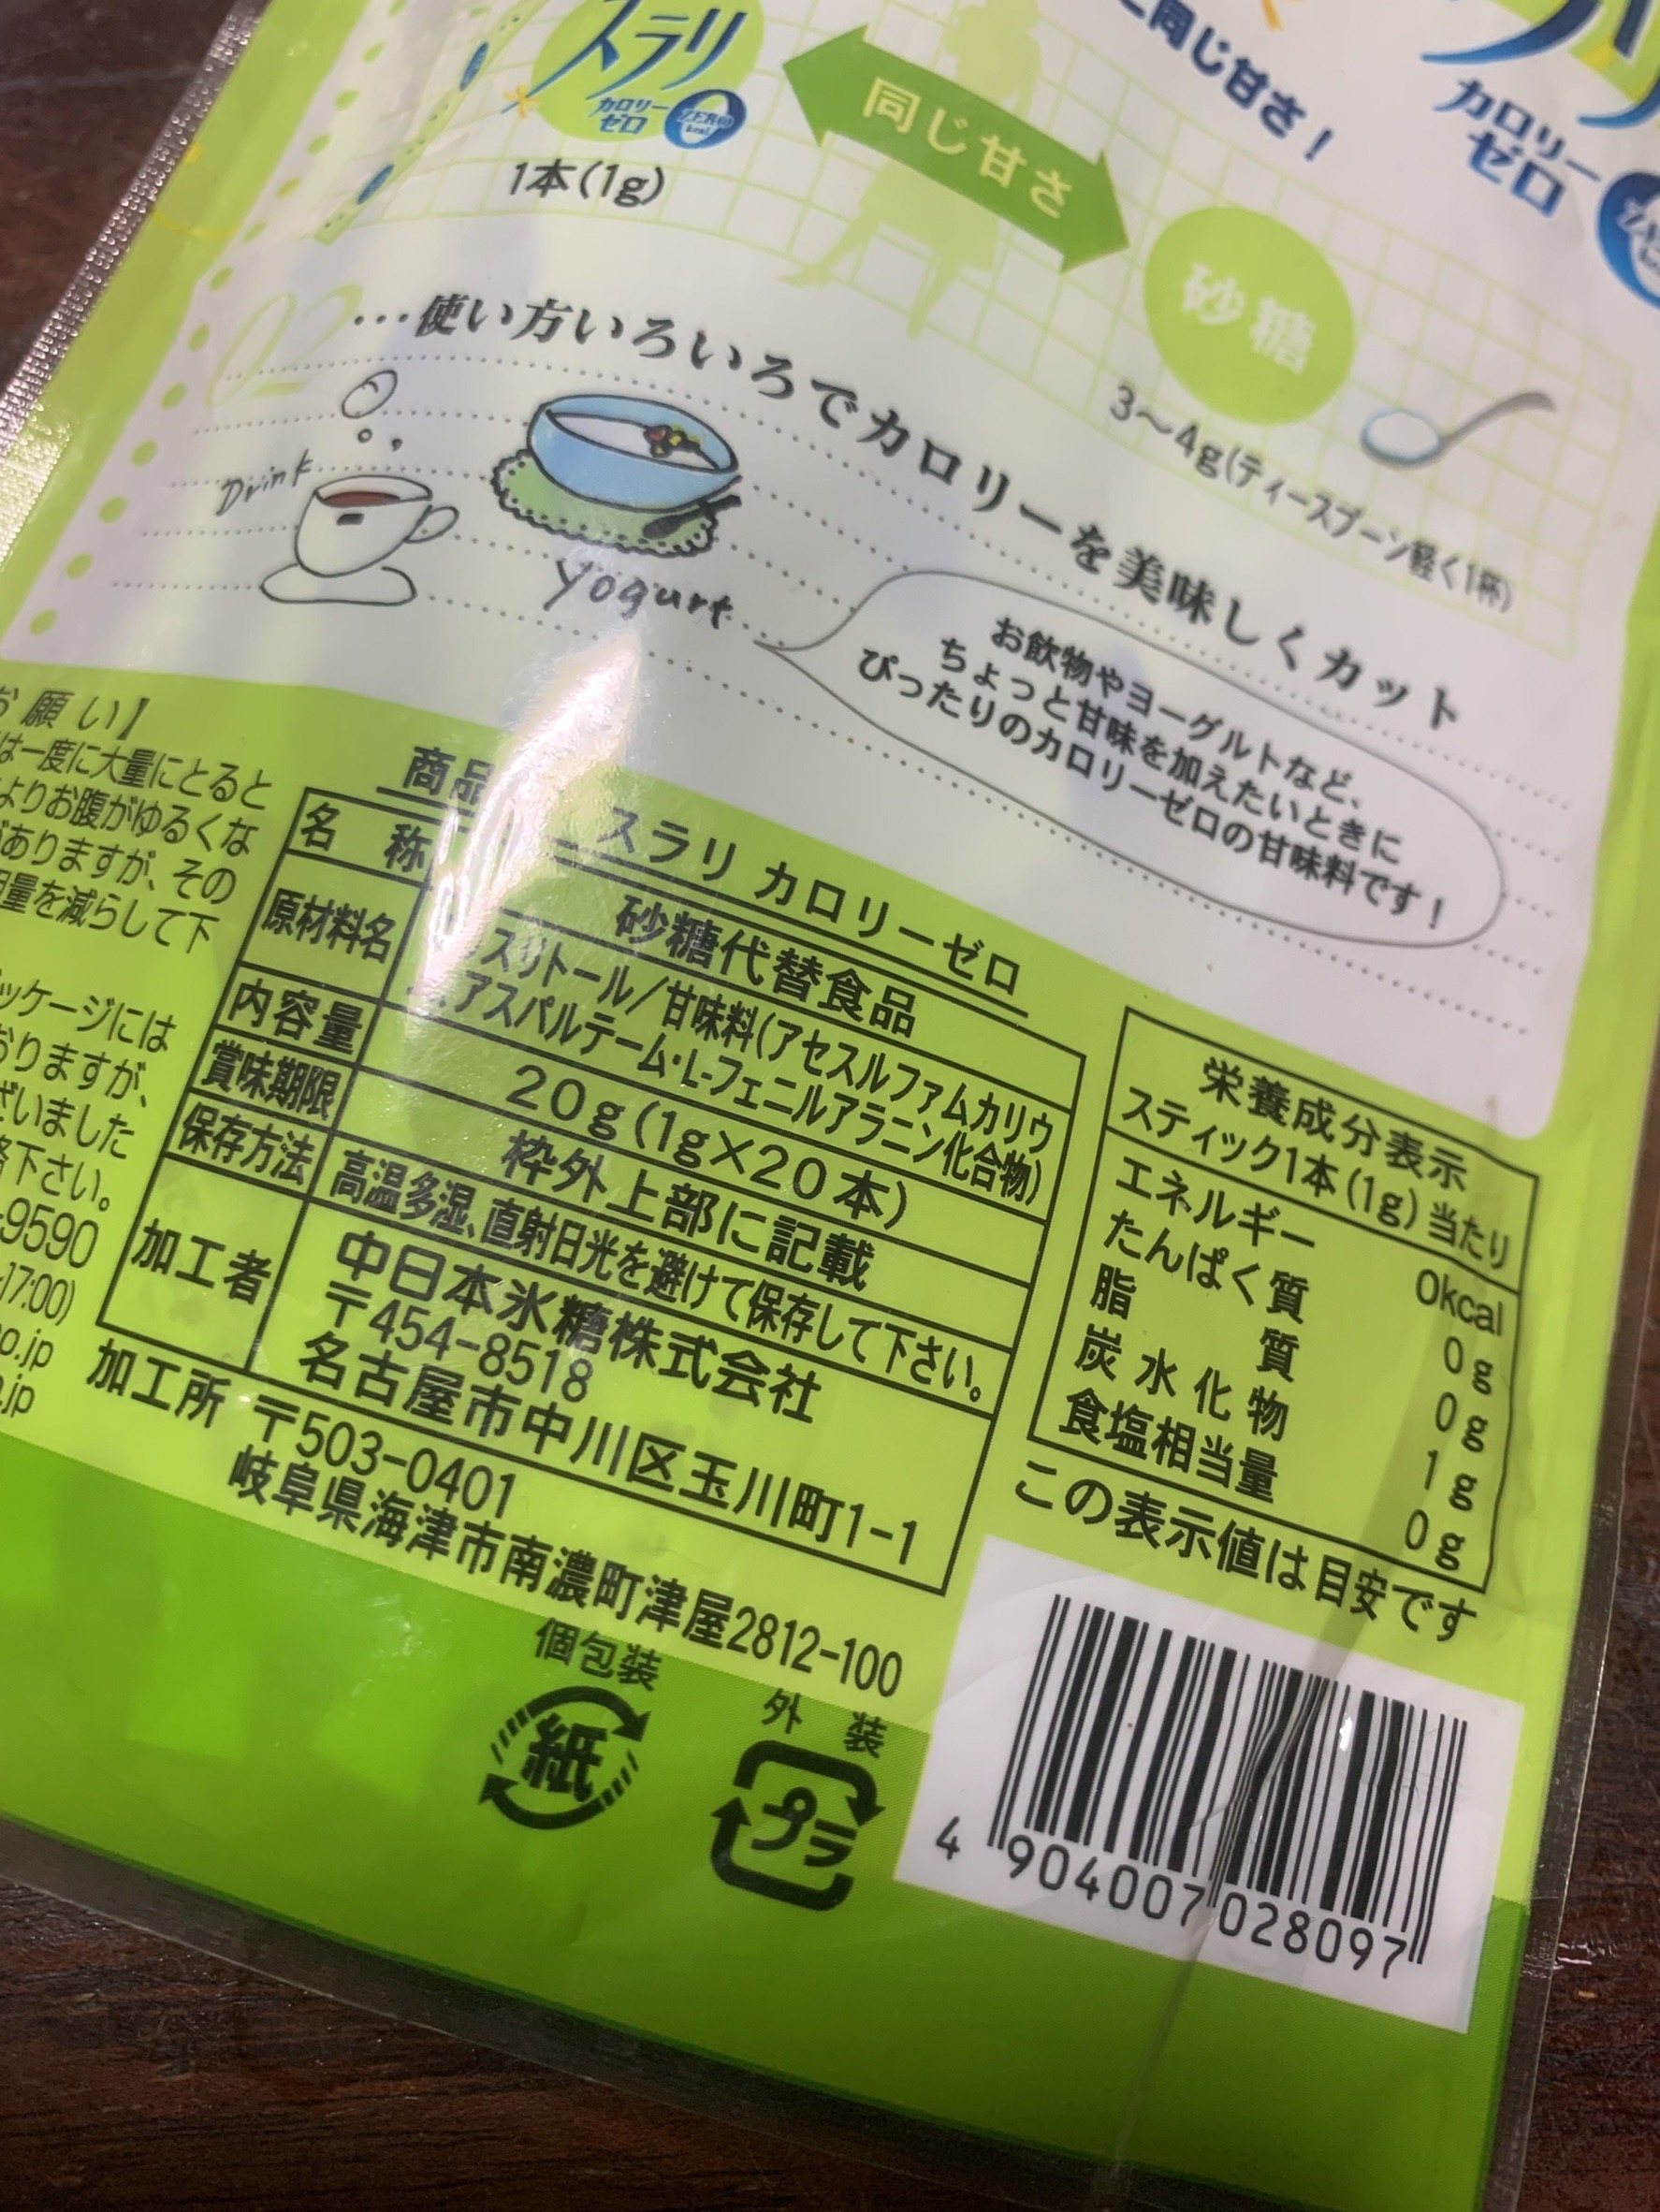 スラリ
カロリー
ゼロ
ZERO
kcal
1本(1g)
同じ甘さ
同じ甘さ!
カロリー
ゼロ
砂糖
3〜4g(ティースプーン軽く1杯)
02
…使い方いろいろでカロリーを美味しくカット
Drink
Yogurt
お飲物やヨーグルトなど、
ちょっと甘味を加えたいときに
ぴったりのカロリーゼロの甘味料です!
願い】
は一度に大量にとると
よりお腹がゆるくな
ありますが、その
量を減らして下
ッケージには
おりますが、
ざいました
下さい。
-9590
-17:00)
o.jp
.jp
商品 スラリ カロリーゼロ
名 称 砂糖代替食品
原材料名 スリトール/甘味料(アセスルファムカリウ
アスパルテーム・L-フェニルアラニン化合物)
内容量 20g(1g×20本)
賞味期限 枠外上部に記載
保存方法 高温多湿、直射日光を避けて保存して下さい。
加工者 中日本氷糖株式会社
〒454-8518
名古屋市中川区玉川町1-1
加工所 〒503-0401
岐阜県海津市南濃町津屋2812-100
栄養成分表示
スティック1本(1g)当たり
エネルギー 0kcal
たんぱく質 0g
脂質 0g
炭水化物 1g
食塩相当量 0g
この表示値は目安です
個包装
紙
外装
プラ
4 904007 028097